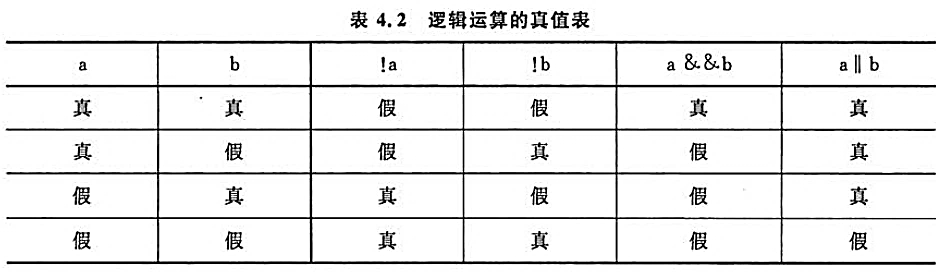 表 4.2 逻辑运算的真值表
a b !a !b a &&b a‖b
真 真 假 假 真 真
真 假 假 真 假 真
假 真 真 假 假 真
假 假 真 真 假 假